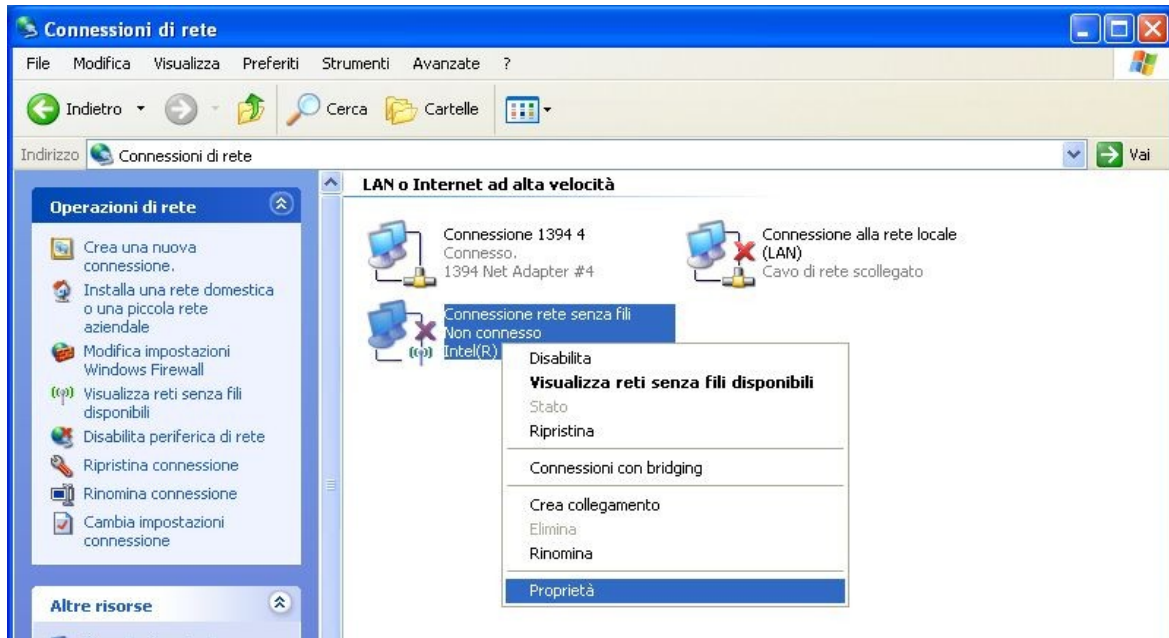 Connessioni di rete
File Modifica Visualizza Preferiti Strumenti Avanzate ?
Indietro Cerca Cartelle
Indirizzo Connessioni di rete Vai
Operazioni di rete
Crea una nuova
connessione.
Installa una rete domestica
o una piccola rete
aziendale
Modifica impostazioni
Windows Firewall
Visualizza reti senza fili
disponibili
Disabilita periferica di rete
Ripristina connessione
Rinomina connessione
Cambia impostazioni
connessione
Altre risorse
LAN o Internet ad alta velocità
Connessione 1394 4
Connesso.
1394 Net Adapter #4
Connessione alla rete locale
(LAN)
Cavo di rete scollegato
Connessione rete senza fili
Non connesso
Intel(R)
Disabilita
Visualizza reti senza fili disponibili
Stato
Ripristina
Connessioni con bridging
Crea collegamento
Elimina
Rinomina
Proprietà